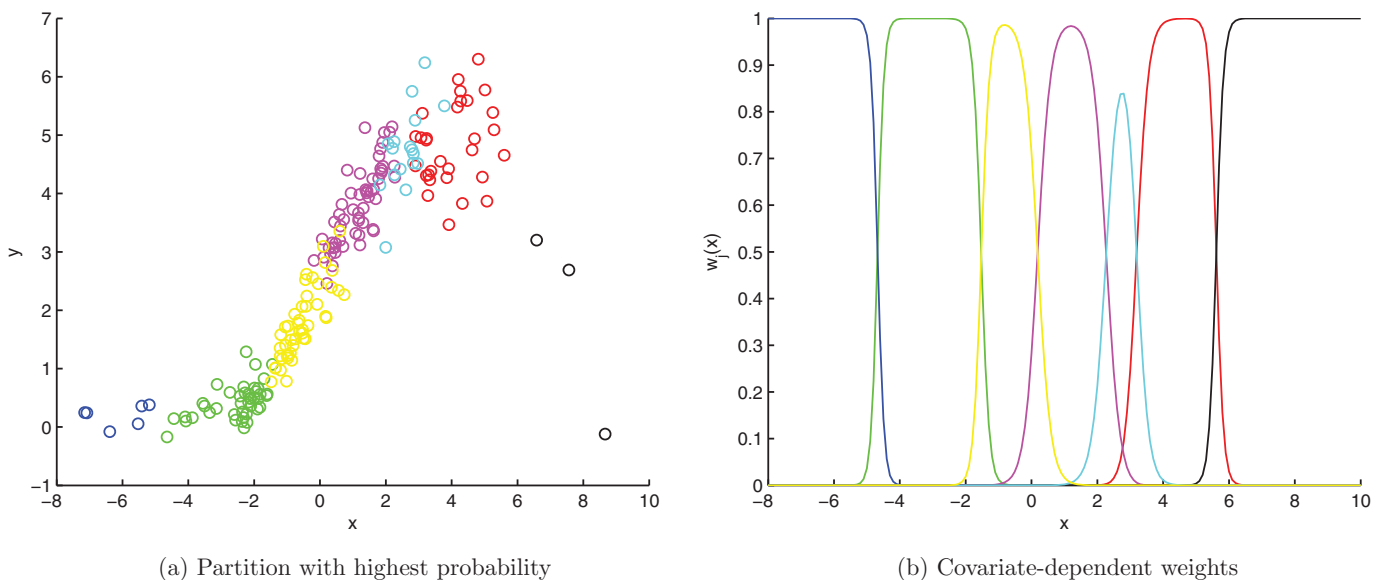 7
6
5
4
3
2
1
0
−1
−8 −6 −4 −2 0 2 4 6 8 10
x
y
(a) Partition with highest probability
1
0.9
0.8
0.7
0.6
0.5
0.4
0.3
0.2
0.1
0
−8 −6 −4 −2 0 2 4 6 8 10
x
w_j(x)
(b) Covariate-dependent weights